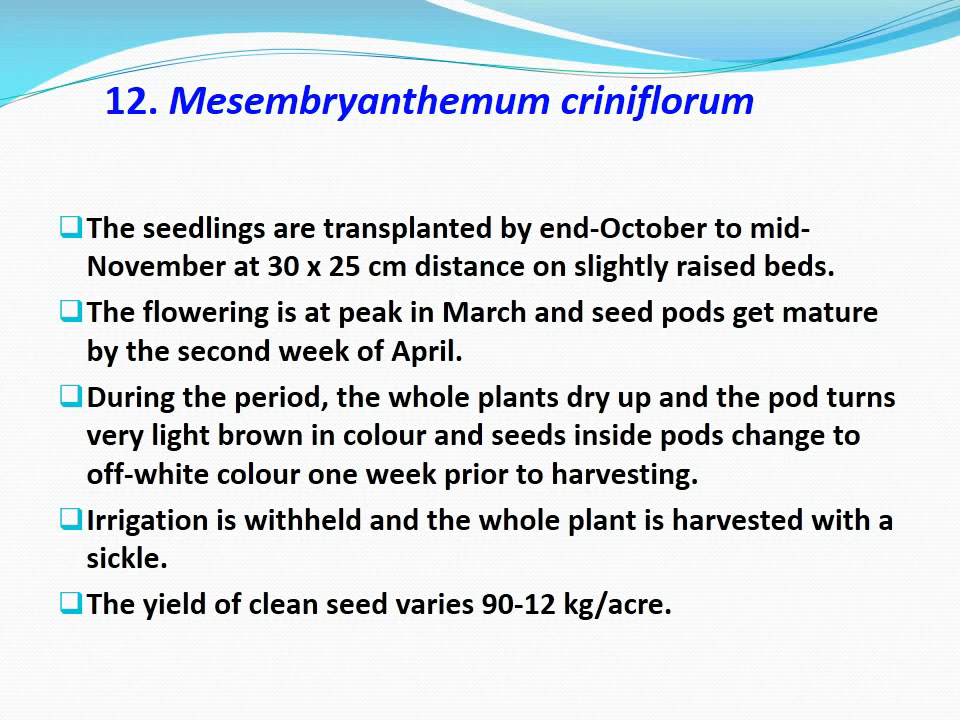 12. Mesembryanthemum criniflorum
The seedlings are transplanted by end-October to mid-
November at 30 x 25 cm distance on slightly raised beds.
The flowering is at peak in March and seed pods get mature
by the second week of April.
During the period, the whole plants dry up and the pod turns
very light brown in colour and seeds inside pods change to
off-white colour one week prior to harvesting.
Irrigation is withheld and the whole plant is harvested with a
sickle.
The yield of clean seed varies 90-12 kg/acre.